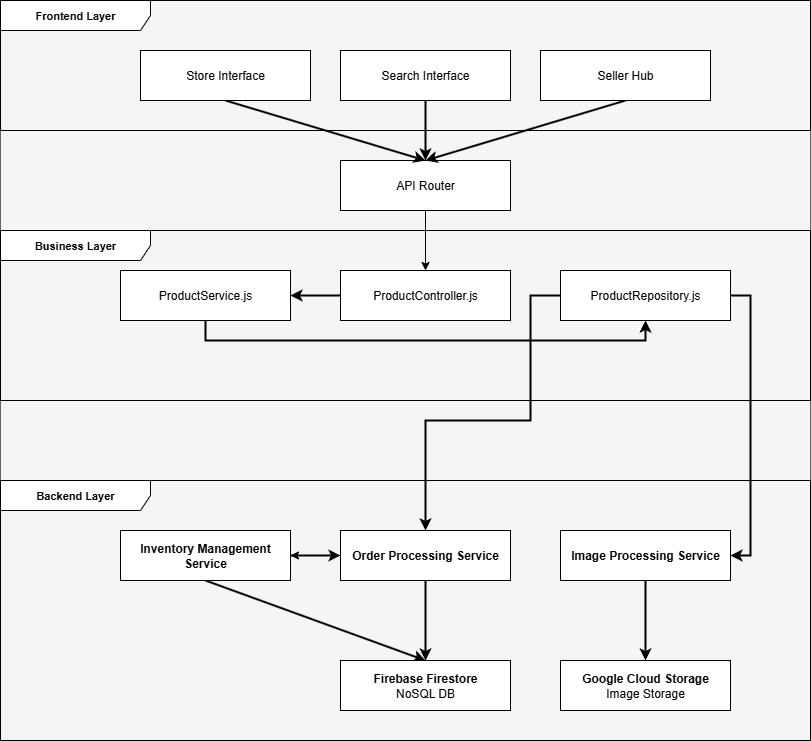 Frontend Layer
Store Interface
Search Interface
Seller Hub
API Router
Business Layer
ProductService.js
ProductController.js
ProductRepository.js
Backend Layer
Inventory Management
Service
Order Processing Service
Image Processing Service
Firebase Firestore
NoSQL DB
Google Cloud Storage
Image Storage